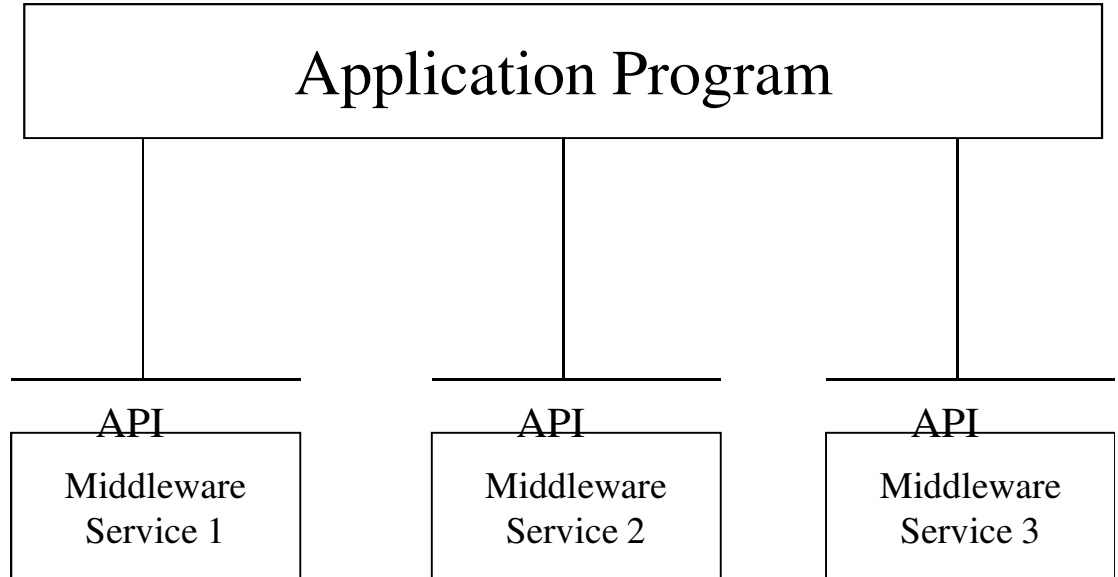 Application Program
API
API
API
Middleware
Service 1
Middleware
Service 2
Middleware
Service 3